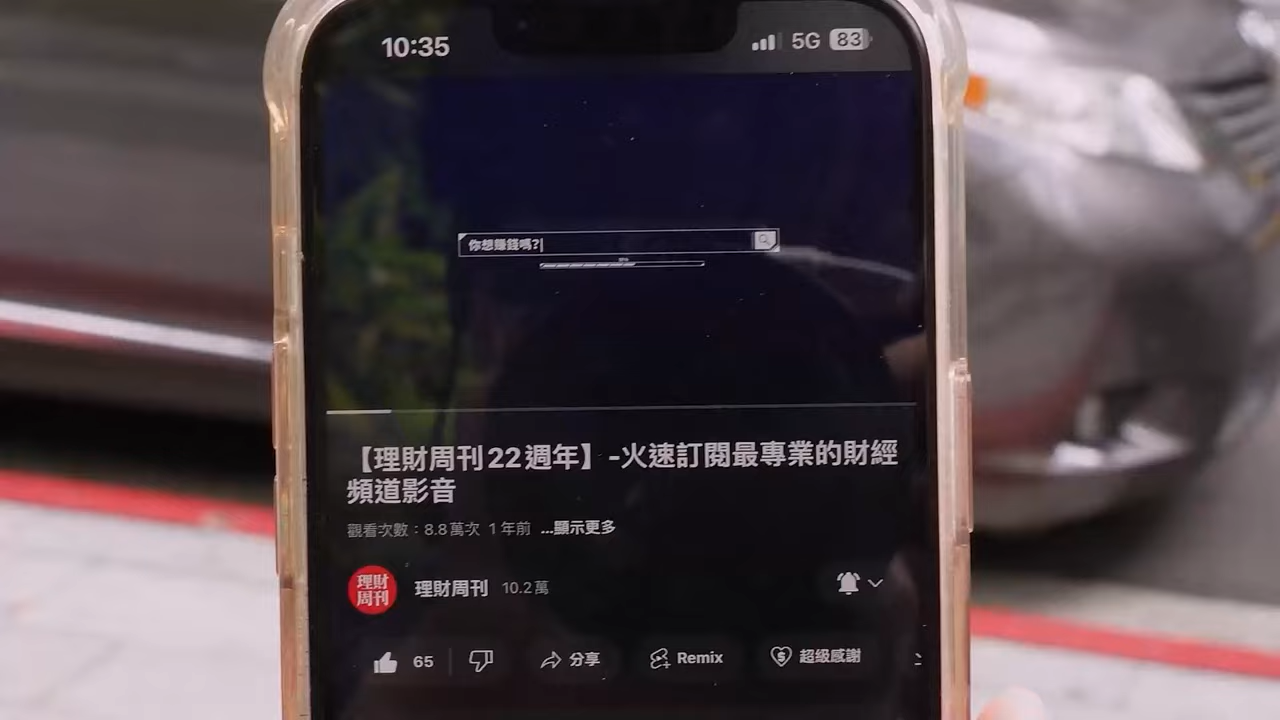 10:35
5G 83
你想賺錢嗎?
【理財周刊22週年】-火速訂閱最專業的財經
頻道影音
觀看次數：8.8萬次 1年前 ...顯示更多
理財
周刊
理財周刊 10.2萬
65 分享 Remix 超級感謝